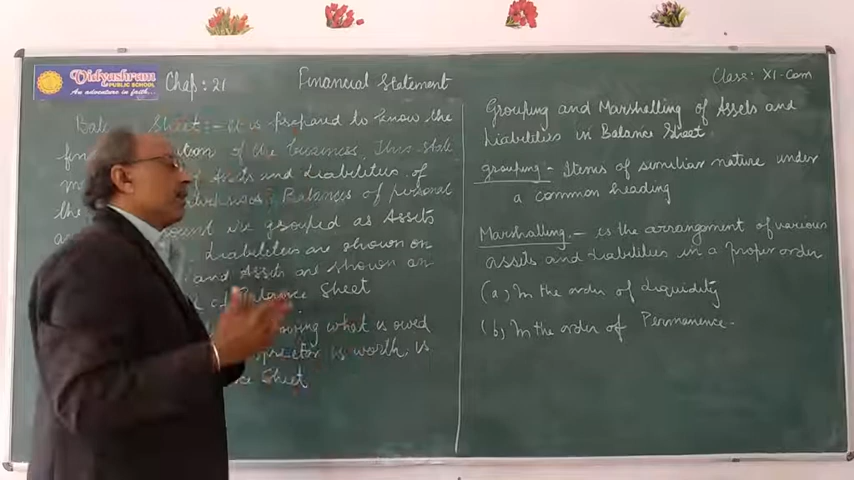 Vidyashram
PUBLIC SCHOOL
An adventure in faith...
Chap: 21
Financial Statement
Class: XI-Com
Sheet :- it is prepared to know the
of the business. This state
Assets and Liabilities of
Balances of personal
are grouped as Assets
Liabilities are shown on
and Assets are shown on
Balance Sheet
what is owed
is worth, is
Sheet
Grouping and Marshelling of Assets and
Liabilities in Balance Sheet.
grouping:- Items of similiar nature under
a common heading
Marshalling:- is the arrangement of various
assets and liabilities in a proper order
(a) In the order of Liquidity
(b) In the order of Permanence.